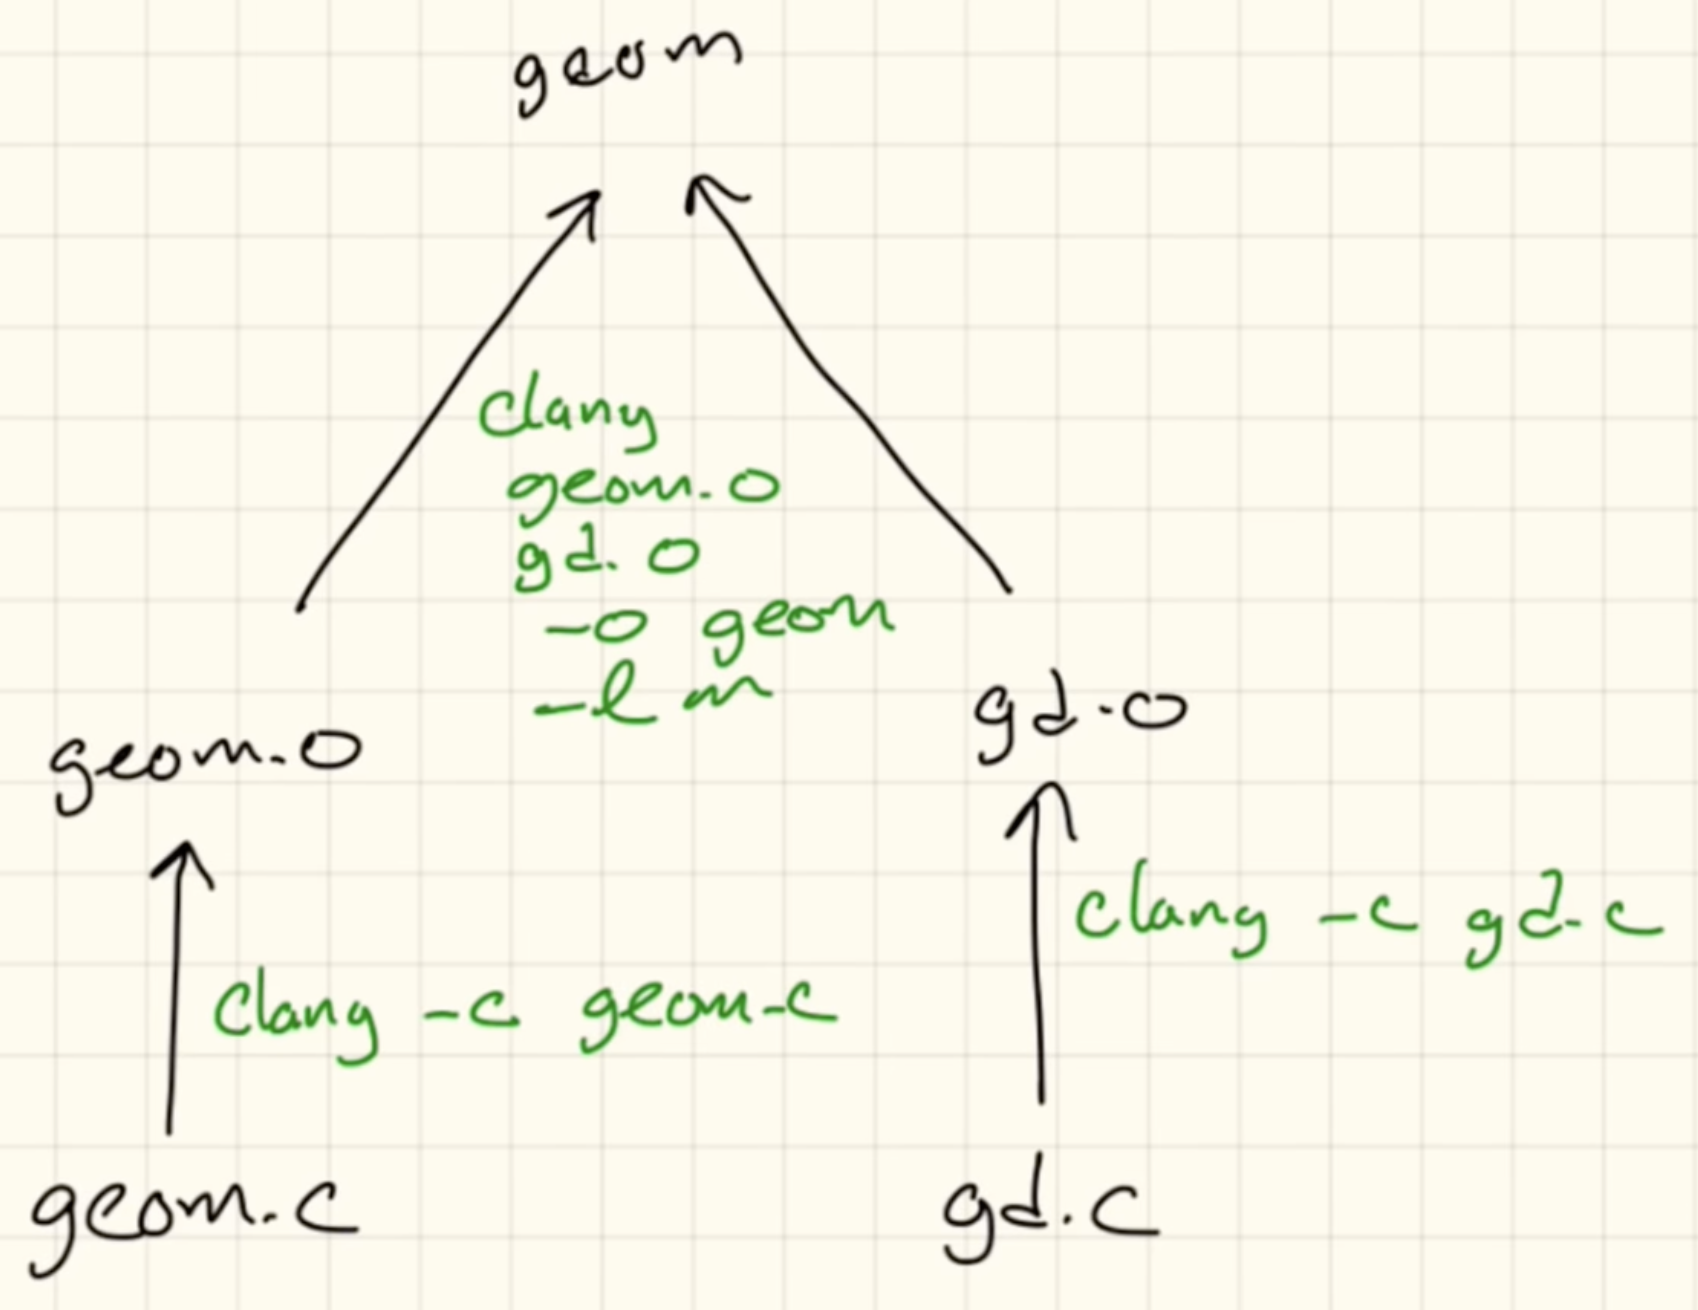 geom
clang
geom.o
gd.o
-o geom
-lm
geom.o
gd.o
clang -c gd.c
clang -c geom.c
geom.c
gd.c